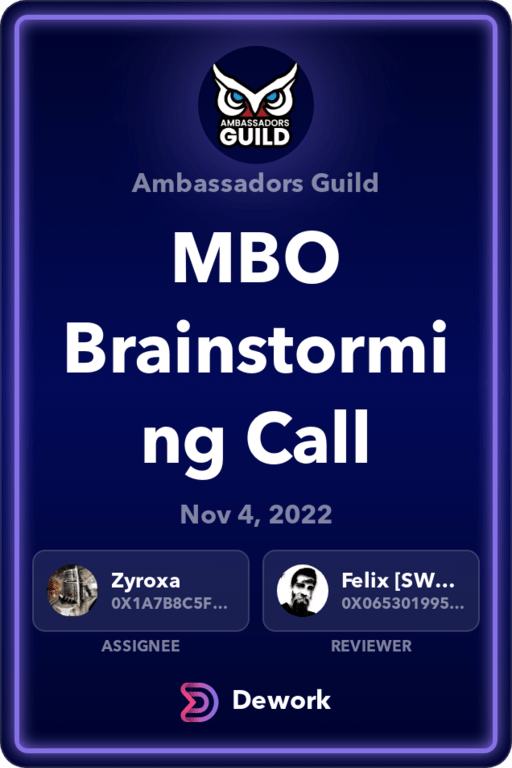 AMBASSADORS
GUILD
Ambassadors Guild
MBO
Brainstormi
ng Call
Nov 4, 2022
Zyroxa
0X1A7B8C5F...
ASSIGNEE
Felix [SW...
0X065301995...
REVIEWER
Dework